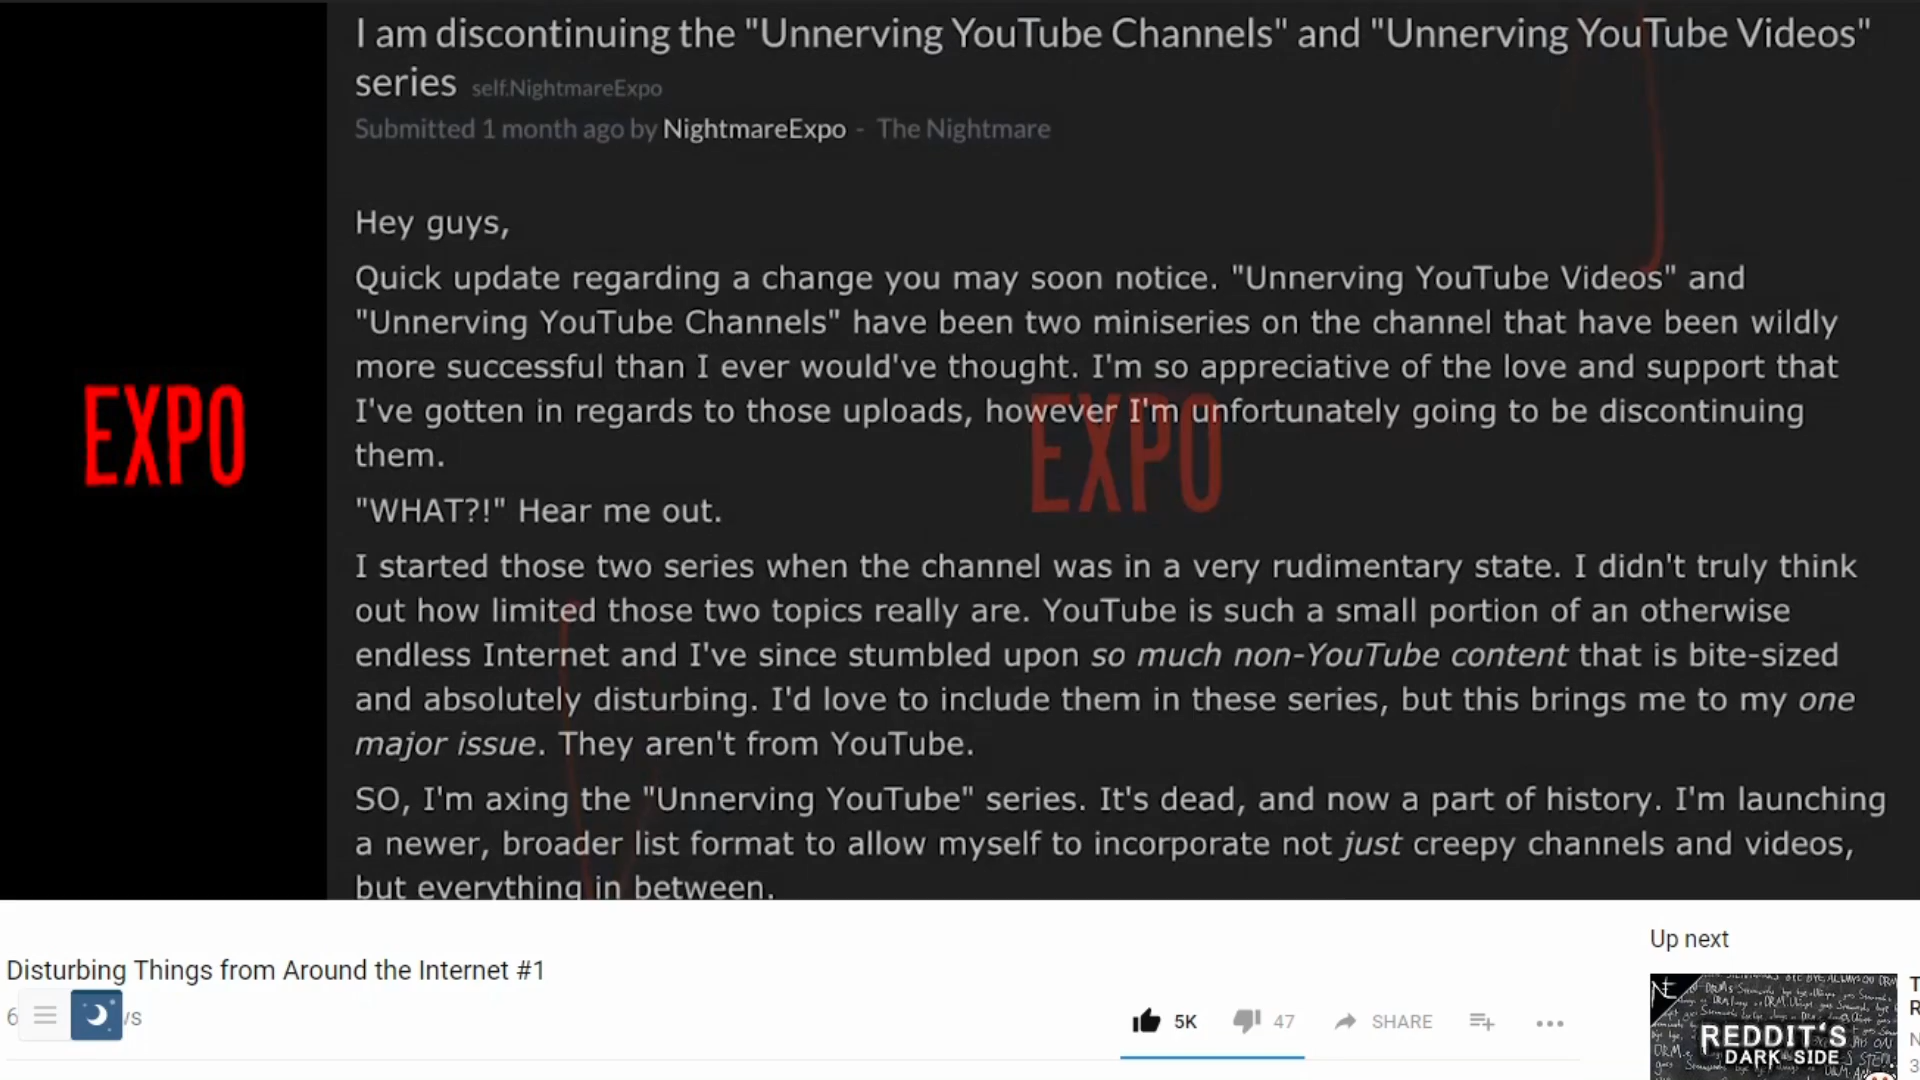 I am discontinuing the "Unnerving YouTube Channels" and "Unnerving YouTube Videos"
series self.NightmareExpo
Submitted 1 month ago by NightmareExpo - The Nightmare
Hey guys,
Quick update regarding a change you may soon notice. "Unnerving YouTube Videos" and
"Unnerving YouTube Channels" have been two miniseries on the channel that have been wildly
more successful than I ever would've thought. I'm so appreciative of the love and support that
I've gotten in regards to those uploads, however I'm unfortunately going to be discontinuing
them.
EXPO
EXPO
"WHAT?!" Hear me out.
I started those two series when the channel was in a very rudimentary state. I didn't truly think
out how limited those two topics really are. YouTube is such a small portion of an otherwise
endless Internet and I've since stumbled upon so much non-YouTube content that is bite-sized
and absolutely disturbing. I'd love to include them in these series, but this brings me to my one
major issue. They aren't from YouTube.
SO, I'm axing the "Unnerving YouTube" series. It's dead, and now a part of history. I'm launching
a newer, broader list format to allow myself to incorporate not just creepy channels and videos,
but everything in between.
Disturbing Things from Around the Internet #1
5K
47
SHARE
Up next
NE
REDDIT'S
DARK SIDE